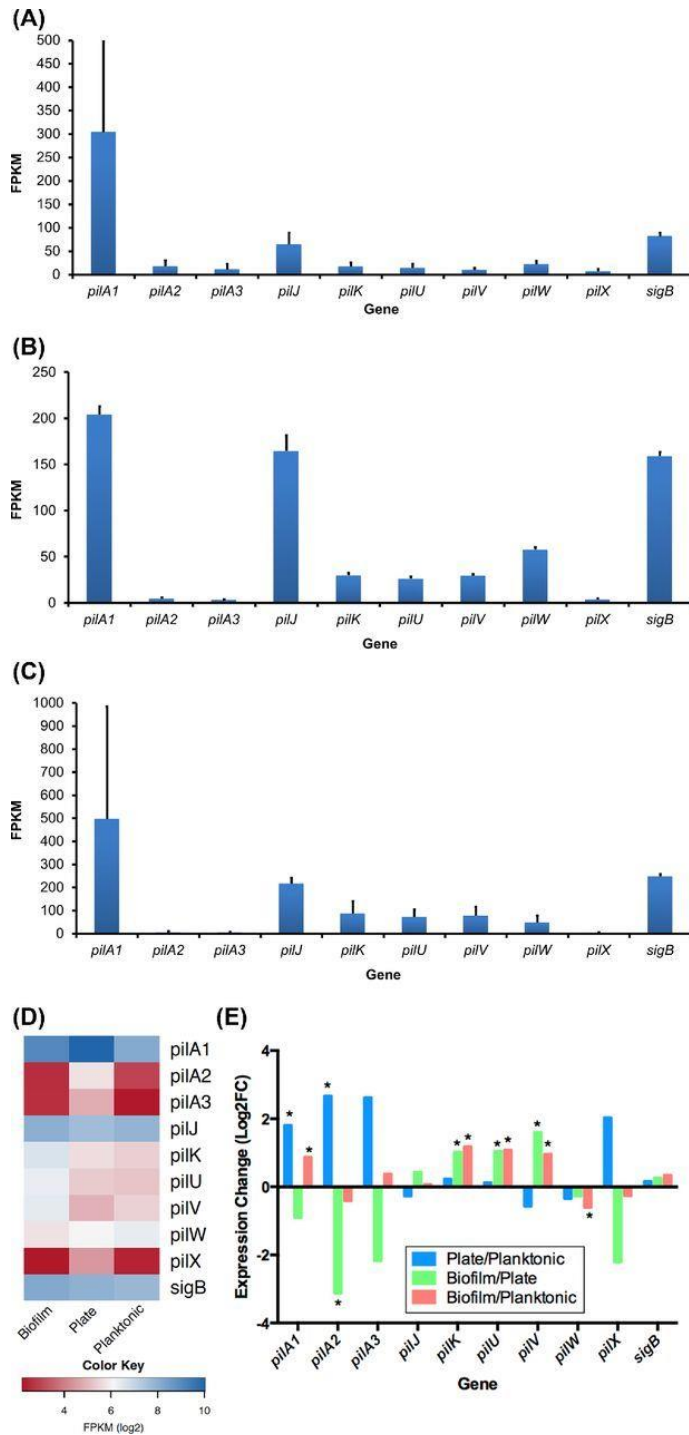 (A)
500
450
400
350
300
250
200
150
100
50
0
FPKM
pilA1 pilA2 pilA3 pilJ pilK pilU pilV pilW pilX sigB
Gene
(B)
250
200
150
100
50
0
FPKM
pilA1 pilA2 pilA3 pilJ pilK pilU pilV pilW pilX sigB
Gene
(C)
1000
900
800
700
600
500
400
300
200
100
0
FPKM
pilA1 pilA2 pilA3 pilJ pilK pilU pilV pilW pilX sigB
Gene
(D)
pilA1
pilA2
pilA3
pilJ
pilK
pilU
pilV
pilW
pilX
sigB
Biofilm Plate Planktonic
Color Key
4 6 8 10
FPKM (log2)
(E)
4
2
0
-2
-4
Expression Change (Log2FC)
* * * * * * * * * * *
Plate/Planktonic
Biofilm/Plate
Biofilm/Planktonic
pilA1 pilA2 pilA3 pilJ pilK pilU pilV pilW pilX sigB
Gene